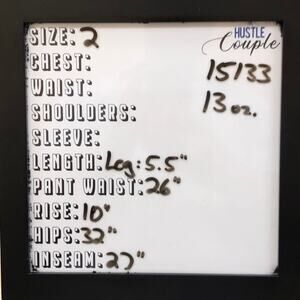 SIZE: 2
HUSTLE
Couple
CHEST:
15133
WAIST:
13 oz.
SHOULDERS:
SLEEVE:
LENGTH: Leg: 5.5"
PANT WAIST: 26"
RISE: 10"
HIPS: 32"
INSEAM: 27"